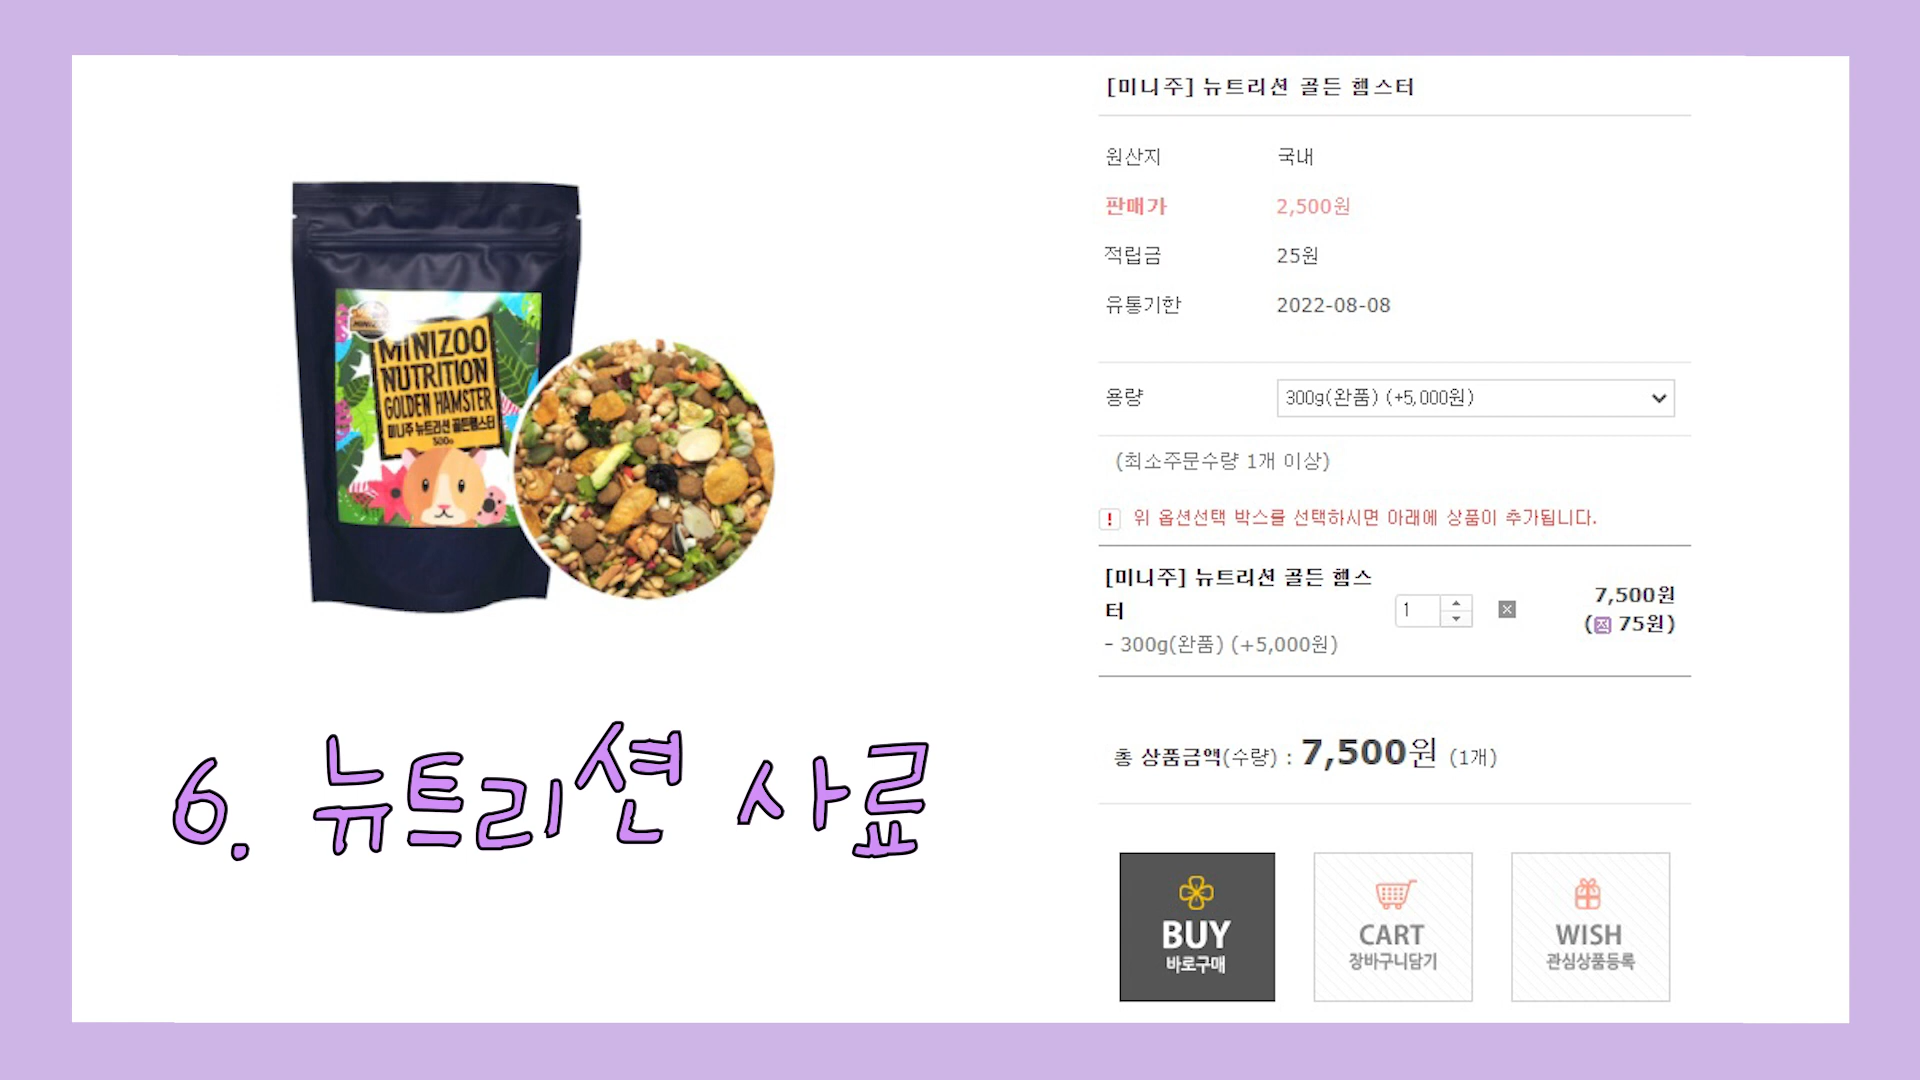 MINIZOO
NUTRITION
GOLDEN HAMSTER
미니주 뉴트리션 골든햄스터
6. 뉴트리션 사료
[미니주] 뉴트리션 골든 햄스터
원산지 국내
판매가 2,500원
적립금 25원
유통기한 2022-08-08
용량 300g(완품) (+5,000원)
(최소주문수량 1개 이상)
! 위 옵션선택 박스를 선택하시면 아래에 상품이 추가됩니다.
[미니주] 뉴트리션 골든 햄스
터
- 300g(완품) (+5,000원)
1
7,500원
(적 75원)
총 상품금액(수량) : 7,500원 (1개)
BUY
바로구매
CART
장바구니담기
WISH
관심상품등록